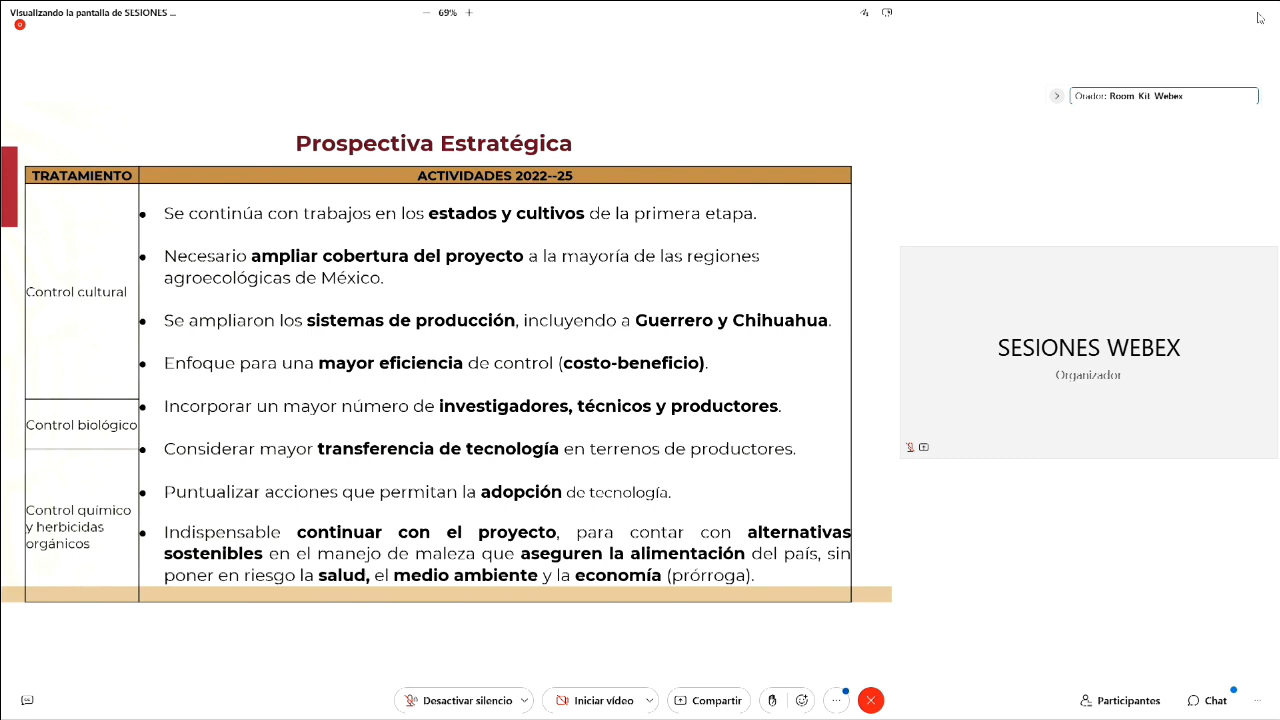 Visualizando la pantalla de SESIONES ...
69%
Orador: Room Kit Webex
Prospectiva Estratégica
TRATAMIENTO
ACTIVIDADES 2022--25
Control cultural
Control biológico
Control químico
y herbicidas
orgánicos
• Se continúa con trabajos en los estados y cultivos de la primera etapa.
• Necesario ampliar cobertura del proyecto a la mayoría de las regiones
agroecológicas de México.
• Se ampliaron los sistemas de producción, incluyendo a Guerrero y Chihuahua.
• Enfoque para una mayor eficiencia de control (costo-beneficio).
• Incorporar un mayor número de investigadores, técnicos y productores.
• Considerar mayor transferencia de tecnología en terrenos de productores.
• Puntualizar acciones que permitan la adopción de tecnología.
• Indispensable continuar con el proyecto, para contar con alternativas
sostenibles en el manejo de maleza que aseguren la alimentación del país, sin
poner en riesgo la salud, el medio ambiente y la economía (prórroga).
SESIONES WEBEX
Organizador
Desactivar silencio
Iniciar vídeo
Compartir
Participantes
Chat